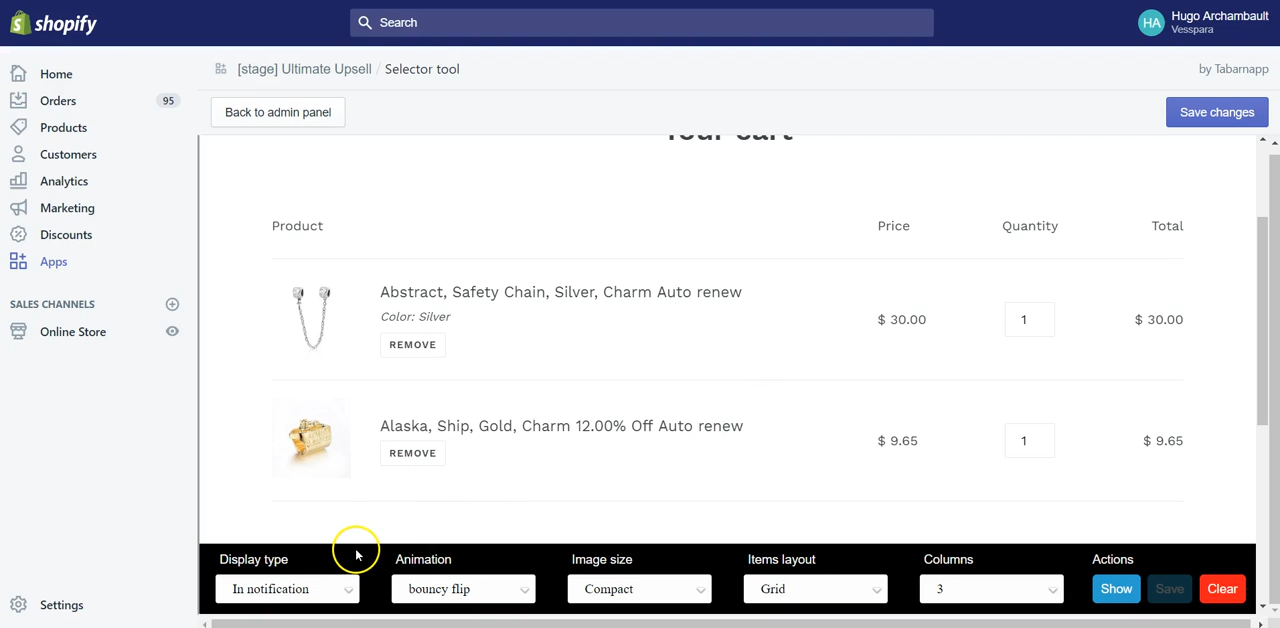 shopify
Search
HA
Hugo Archambault
Vesspara
Home
Orders
95
Products
Customers
Analytics
Marketing
Discounts
Apps
SALES CHANNELS
Online Store
Settings
[stage] Ultimate Upsell / Selector tool
by Tabarnapp
Back to admin panel
Save changes
Your cart
Product
Price
Quantity
Total
Abstract, Safety Chain, Silver, Charm Auto renew
Color: Silver
REMOVE
$ 30.00
1
$ 30.00
Alaska, Ship, Gold, Charm 12.00% Off Auto renew
REMOVE
$ 9.65
1
$ 9.65
Display type
Animation
Image size
Items layout
Columns
Actions
In notification
bouncy flip
Compact
Grid
3
Show
Save
Clear